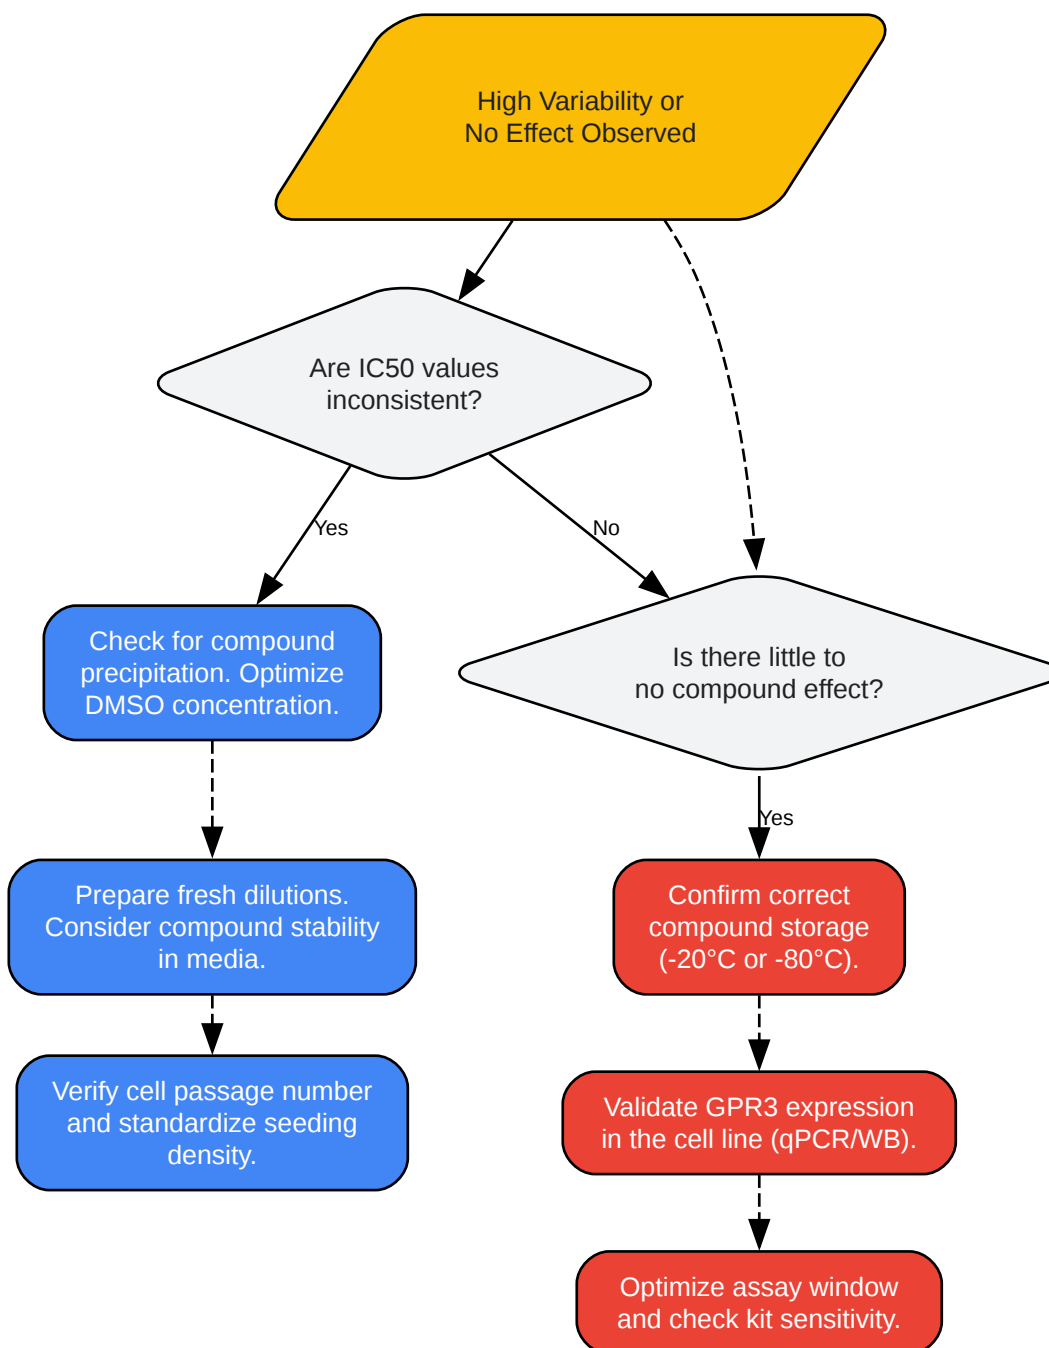 High Variability or
No Effect Observed
Are IC50 values
inconsistent?
Yes
No
Check for compound
precipitation. Optimize
DMSO concentration.
Is there little to
no compound effect?
Yes
Prepare fresh dilutions.
Consider compound stability
in media.
Confirm correct
compound storage
(-20°C or -80°C).
Verify cell passage number
and standardize seeding
density.
Validate GPR3 expression
in the cell line (qPCR/WB).
Optimize assay window
and check kit sensitivity.